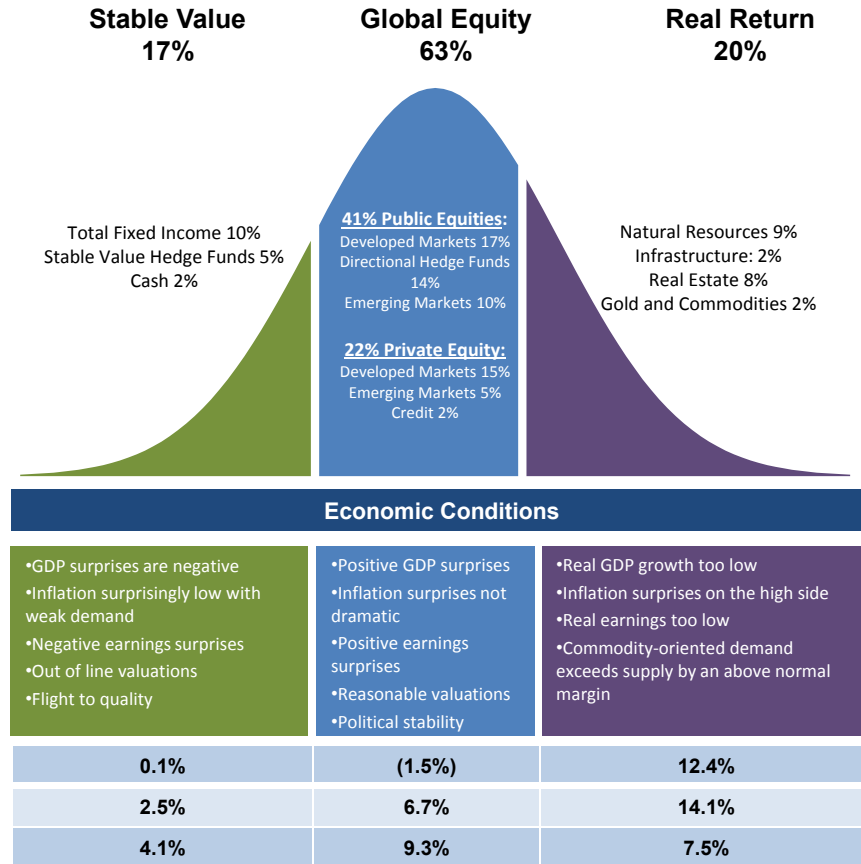 Stable Value
17%
Global Equity
63%
Real Return
20%
Total Fixed Income 10%
Stable Value Hedge Funds 5%
Cash 2%
41% Public Equities:
Developed Markets 17%
Directional Hedge Funds
14%
Emerging Markets 10%
22% Private Equity:
Developed Markets 15%
Emerging Markets 5%
Credit 2%
Natural Resources 9%
Infrastructure: 2%
Real Estate 8%
Gold and Commodities 2%
Economic Conditions
•GDP surprises are negative
•Inflation surprisingly low with
weak demand
•Negative earnings surprises
•Out of line valuations
•Flight to quality
•Positive GDP surprises
•Inflation surprises not
dramatic
•Positive earnings
surprises
•Reasonable valuations
•Political stability
•Real GDP growth too low
•Inflation surprises on the high side
•Real earnings too low
•Commodity-oriented demand
exceeds supply by an above normal
margin
0.1% (1.5%) 12.4%
2.5% 6.7% 14.1%
4.1% 9.3% 7.5%